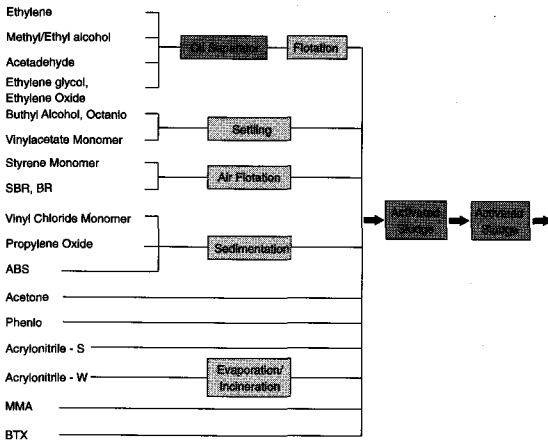 Ethylene
Methyl/Ethyl alcohol
Oil Separator
Flotation
Acetadehyde
Ethylene glycol,
Ethylene Oxide
Buthyl Alcohol, Octanlo
Settling
Vinylacetate Monomer
Styrene Monomer
Air Flotation
SBR, BR
Vinyl Chloride Monomer
Activated
Sludge
Activated
Sludge
Propylene Oxide
Sedimentation
ABS
Acetone
Phenlo
Acrylonitrile - S
Acrylonitrile - W
Evaporation/
Incineration
MMA
BTX